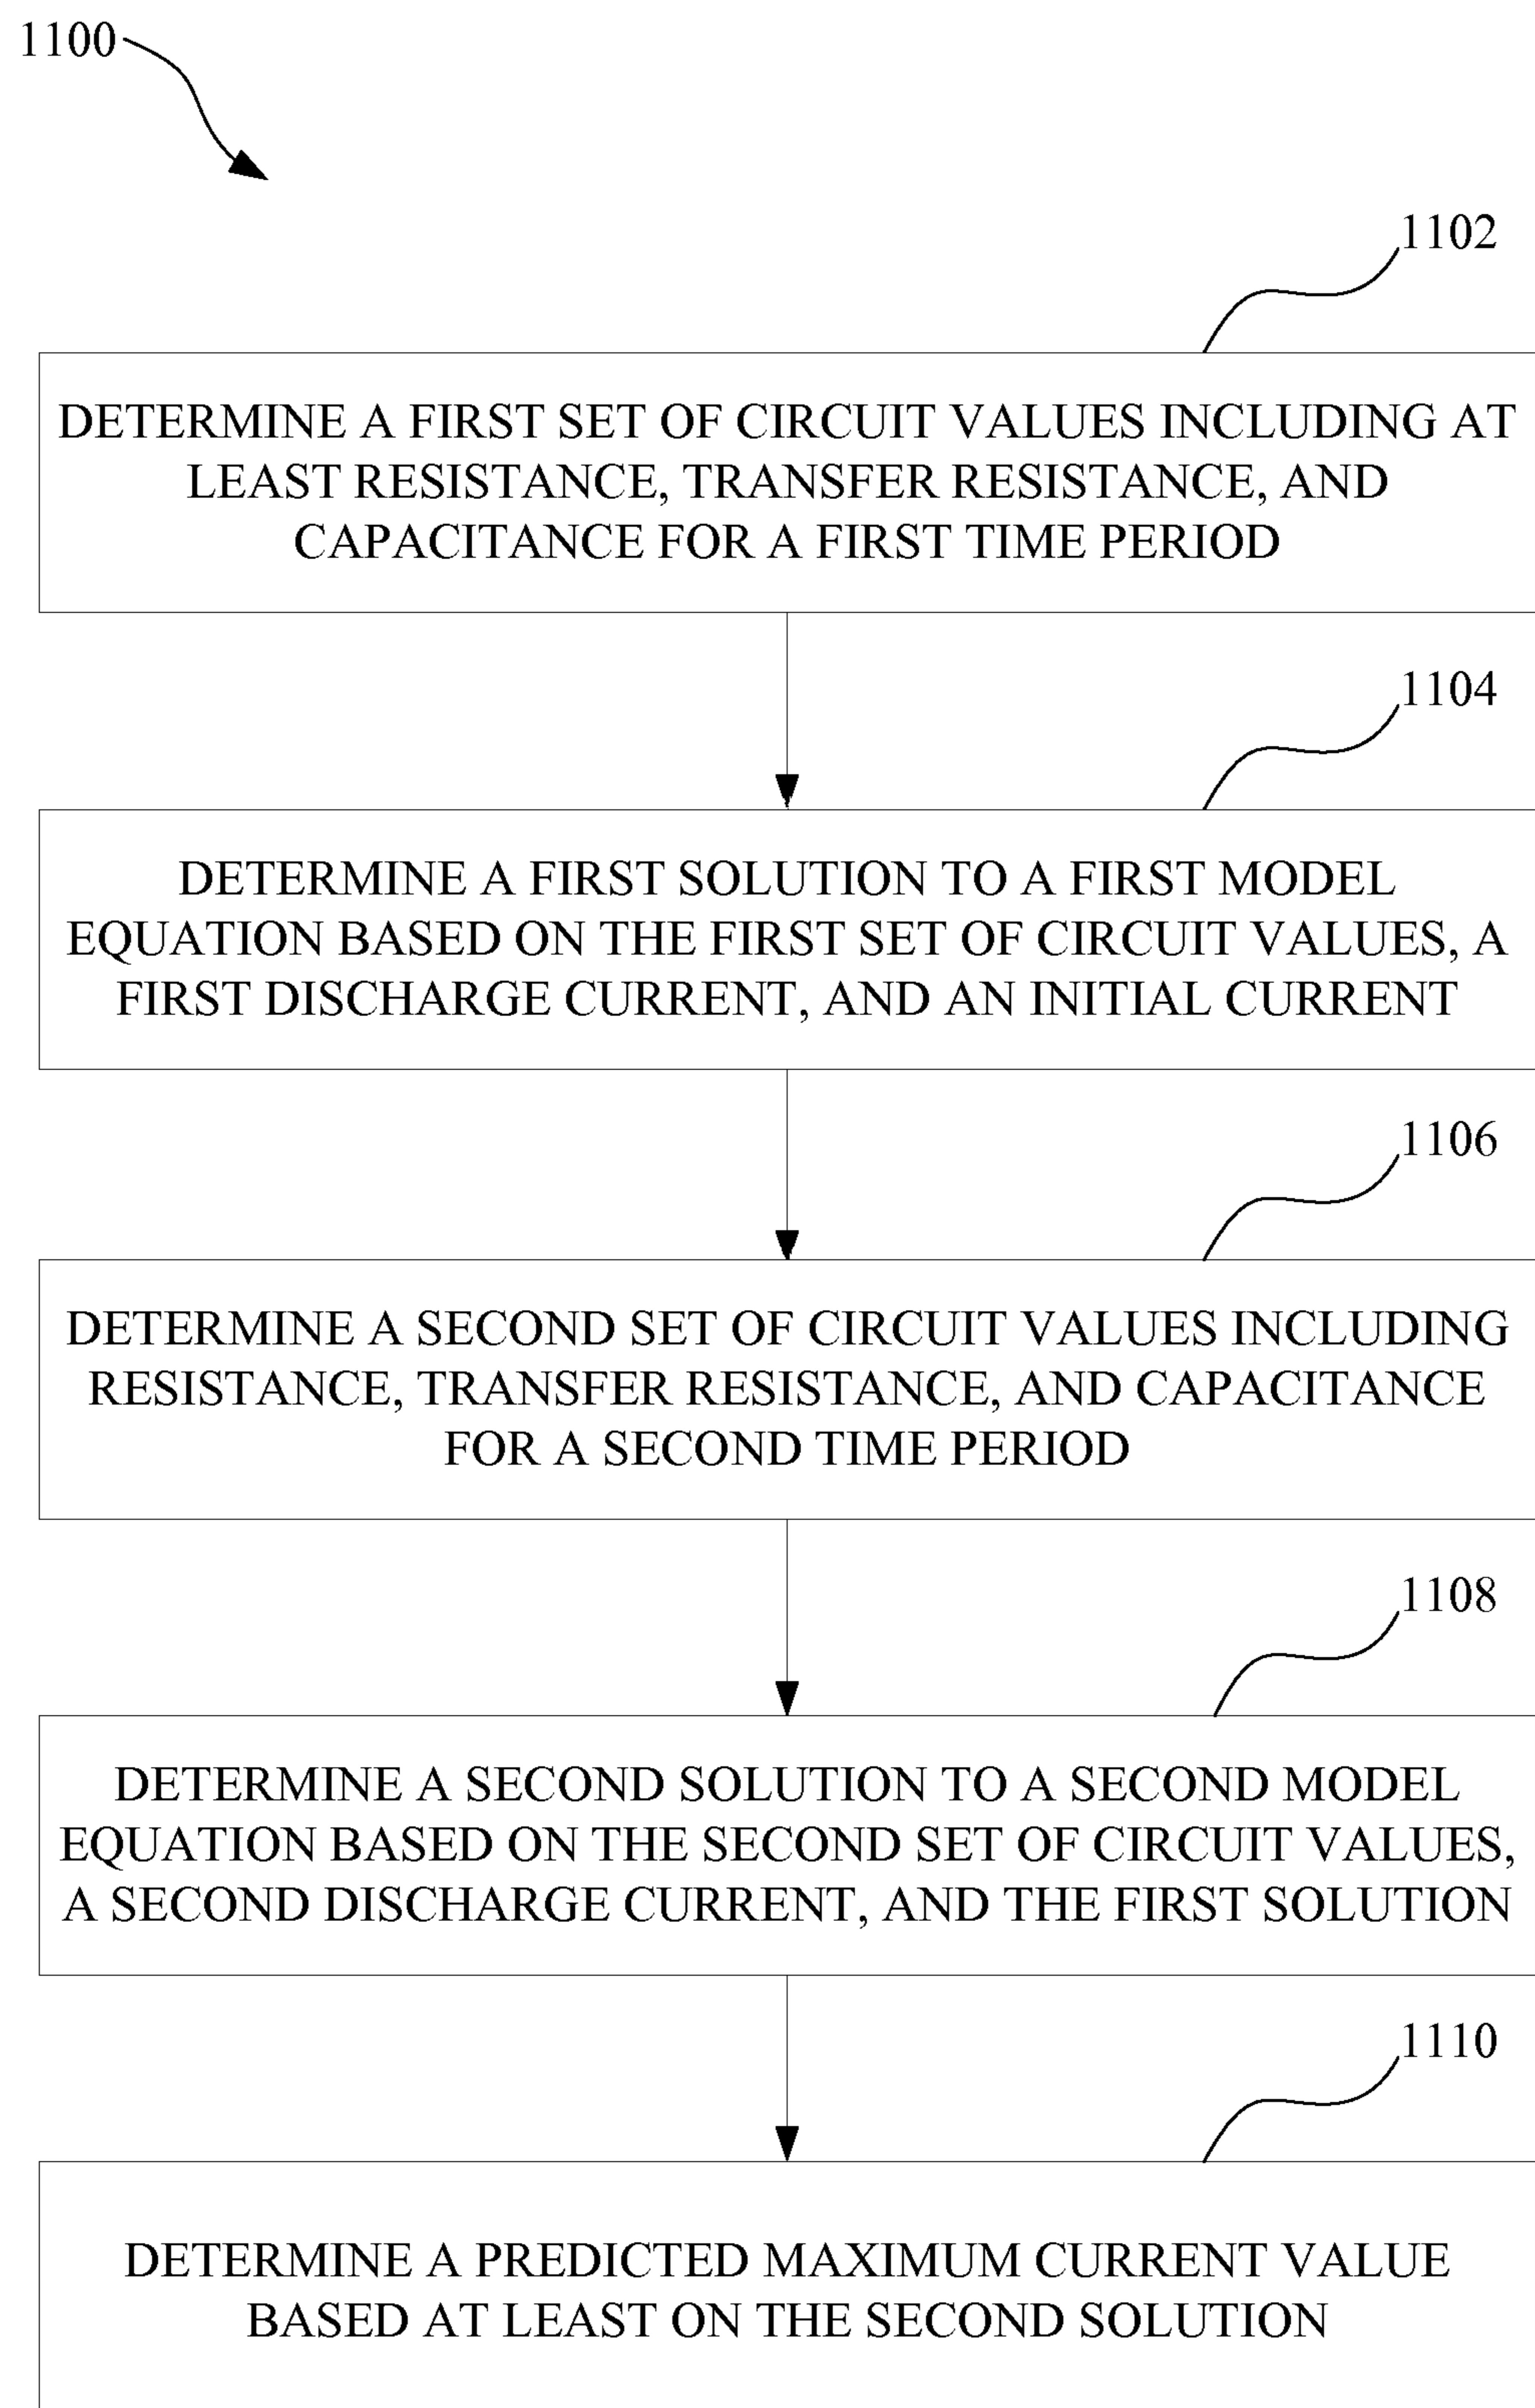 1100
1102
DETERMINE A FIRST SET OF CIRCUIT VALUES INCLUDING AT
LEAST RESISTANCE, TRANSFER RESISTANCE, AND
CAPACITANCE FOR A FIRST TIME PERIOD
1104
DETERMINE A FIRST SOLUTION TO A FIRST MODEL
EQUATION BASED ON THE FIRST SET OF CIRCUIT VALUES, A
FIRST DISCHARGE CURRENT, AND AN INITIAL CURRENT
1106
DETERMINE A SECOND SET OF CIRCUIT VALUES INCLUDING
RESISTANCE, TRANSFER RESISTANCE, AND CAPACITANCE
FOR A SECOND TIME PERIOD
1108
DETERMINE A SECOND SOLUTION TO A SECOND MODEL
EQUATION BASED ON THE SECOND SET OF CIRCUIT VALUES,
A SECOND DISCHARGE CURRENT, AND THE FIRST SOLUTION
1110
DETERMINE A PREDICTED MAXIMUM CURRENT VALUE
BASED AT LEAST ON THE SECOND SOLUTION